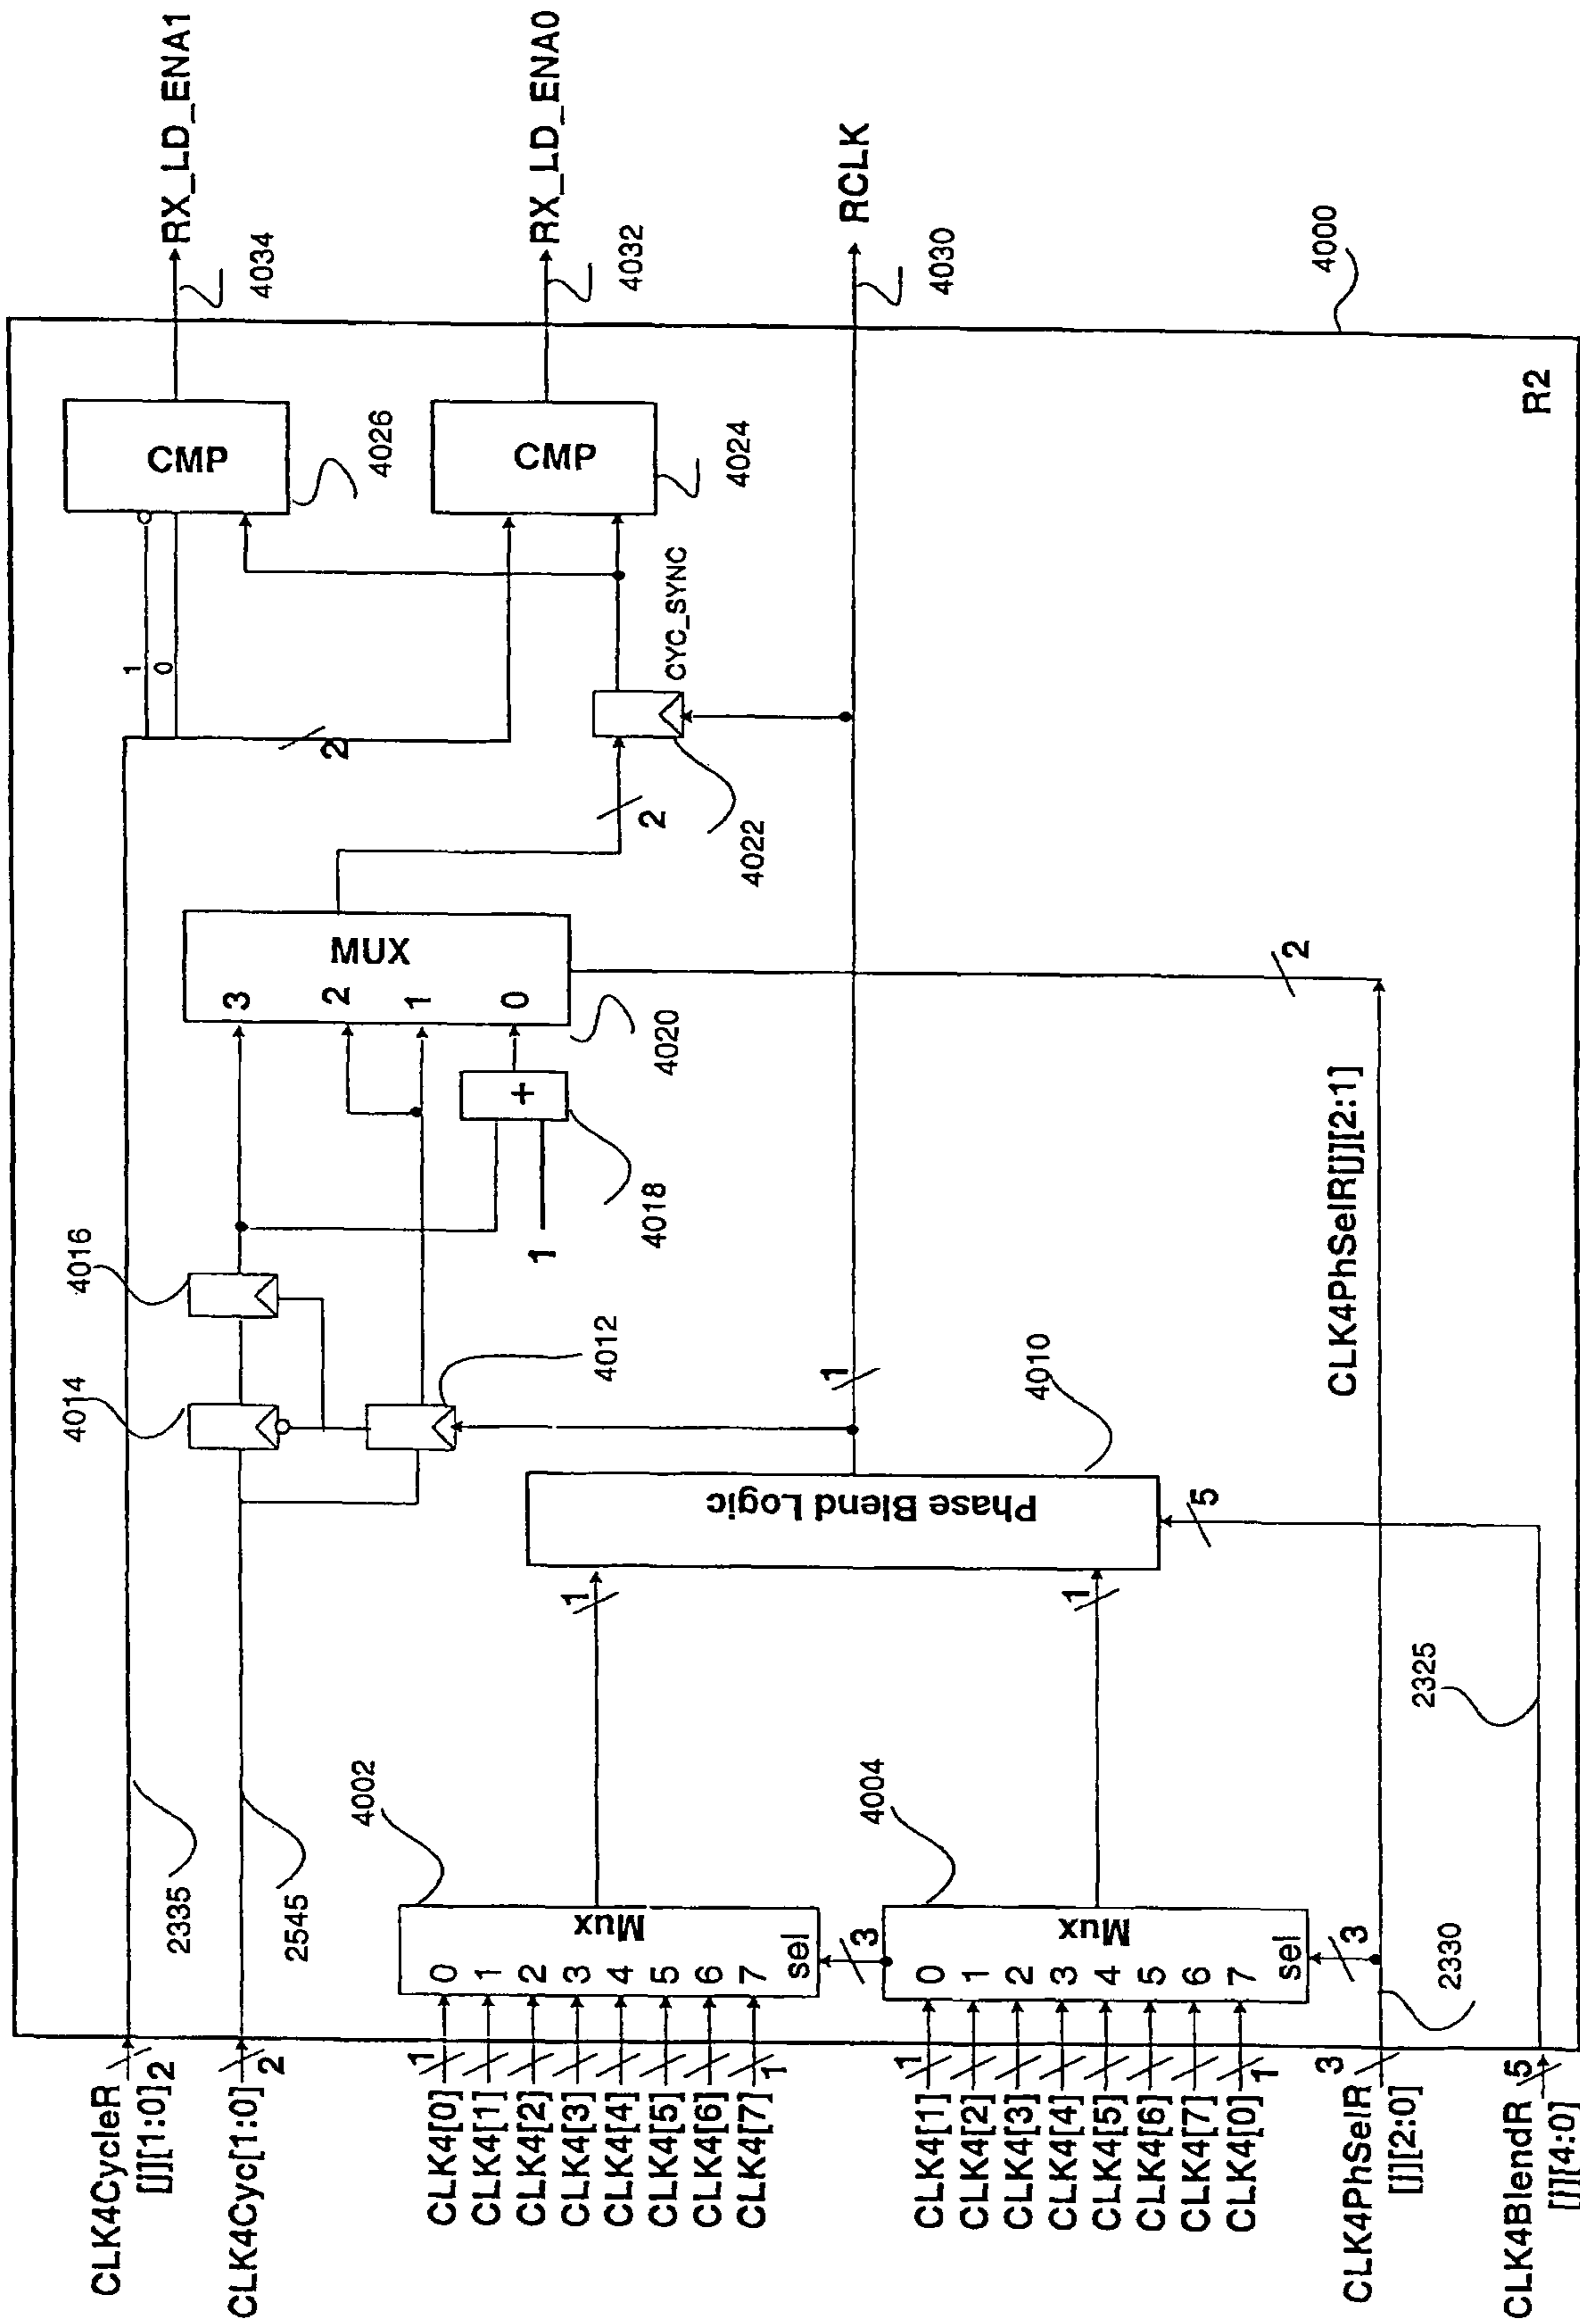 RX_LD_ENA1
4034
RX_LD_ENA0
4032
RCLK
4030
4000
R2
CMP
4026
CMP
4024
1
0
2
CYC_SYNC
2
4022
MUX
3
2
1
0
4020
2
+
4018
1
4016
4014
4012
1
4010
Phase Blend Logic
5
1
1
CLK4PhSelR[j][2:1]
2335
2545
4002
4004
2325
2330
Mux
0
1
2
3
4
5
6
7
sel
3
Mux
0
1
2
3
4
5
6
7
sel
3
CLK4CycleR
[j][1:0]
2
CLK4Cyc[1:0]
2
CLK4[0]
1
CLK4[1]
CLK4[2]
CLK4[3]
CLK4[4]
CLK4[5]
CLK4[6]
CLK4[7]
1
CLK4[1]
1
CLK4[2]
CLK4[3]
CLK4[4]
CLK4[5]
CLK4[6]
CLK4[7]
CLK4[0]
1
CLK4PhSelR
[j][2:0]
3
CLK4BlendR
[j][4:0]
5